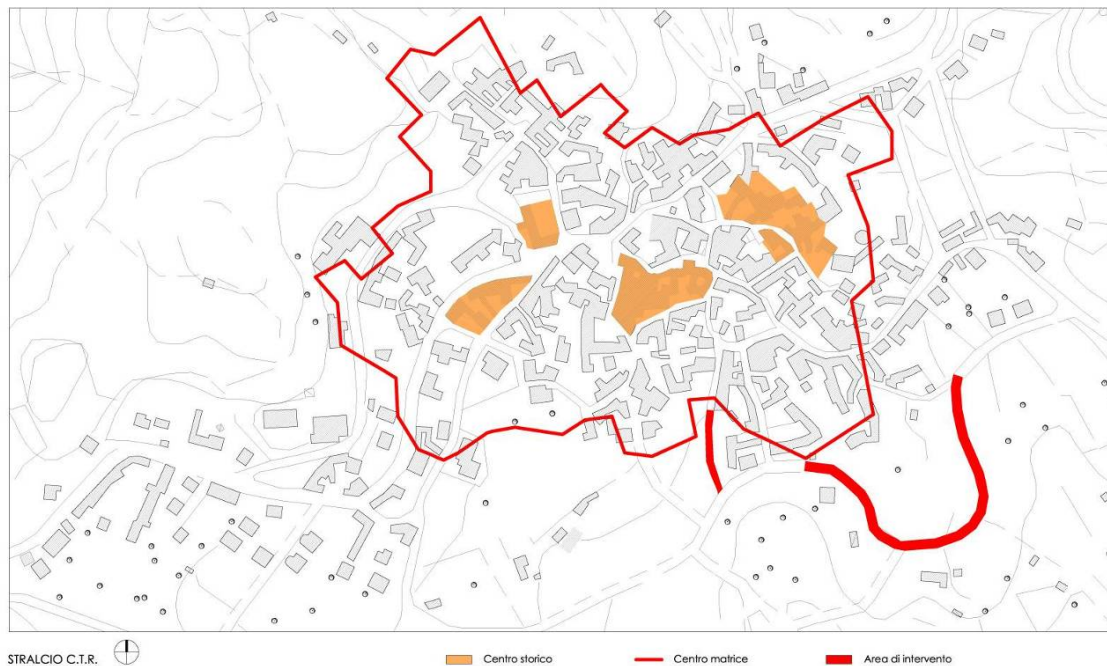 STRALCIO C.T.R.
Centro storico
Centro matrice
Area di intervento